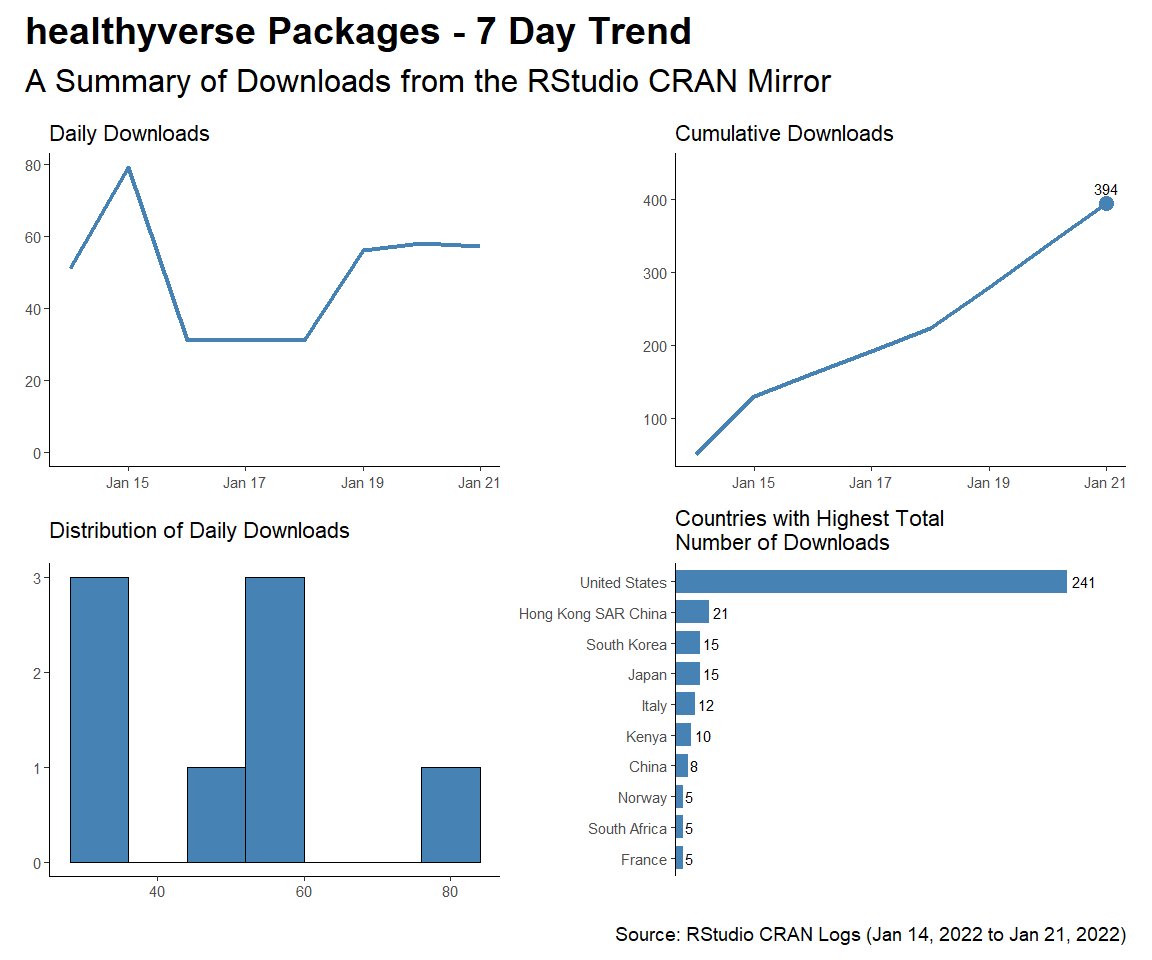 healthyverse Packages - 7 Day Trend
A Summary of Downloads from the RStudio CRAN Mirror
Daily Downloads
80
60
40
20
0
Jan 15 Jan 17 Jan 19 Jan 21
Cumulative Downloads
394
400
300
200
100
Jan 15 Jan 17 Jan 19 Jan 21
Distribution of Daily Downloads
3
2
1
0
40 60 80
Countries with Highest Total
Number of Downloads
United States 241
Hong Kong SAR China 21
South Korea 15
Japan 15
Italy 12
Kenya 10
China 8
Norway 5
South Africa 5
France 5
Source: RStudio CRAN Logs (Jan 14, 2022 to Jan 21, 2022)